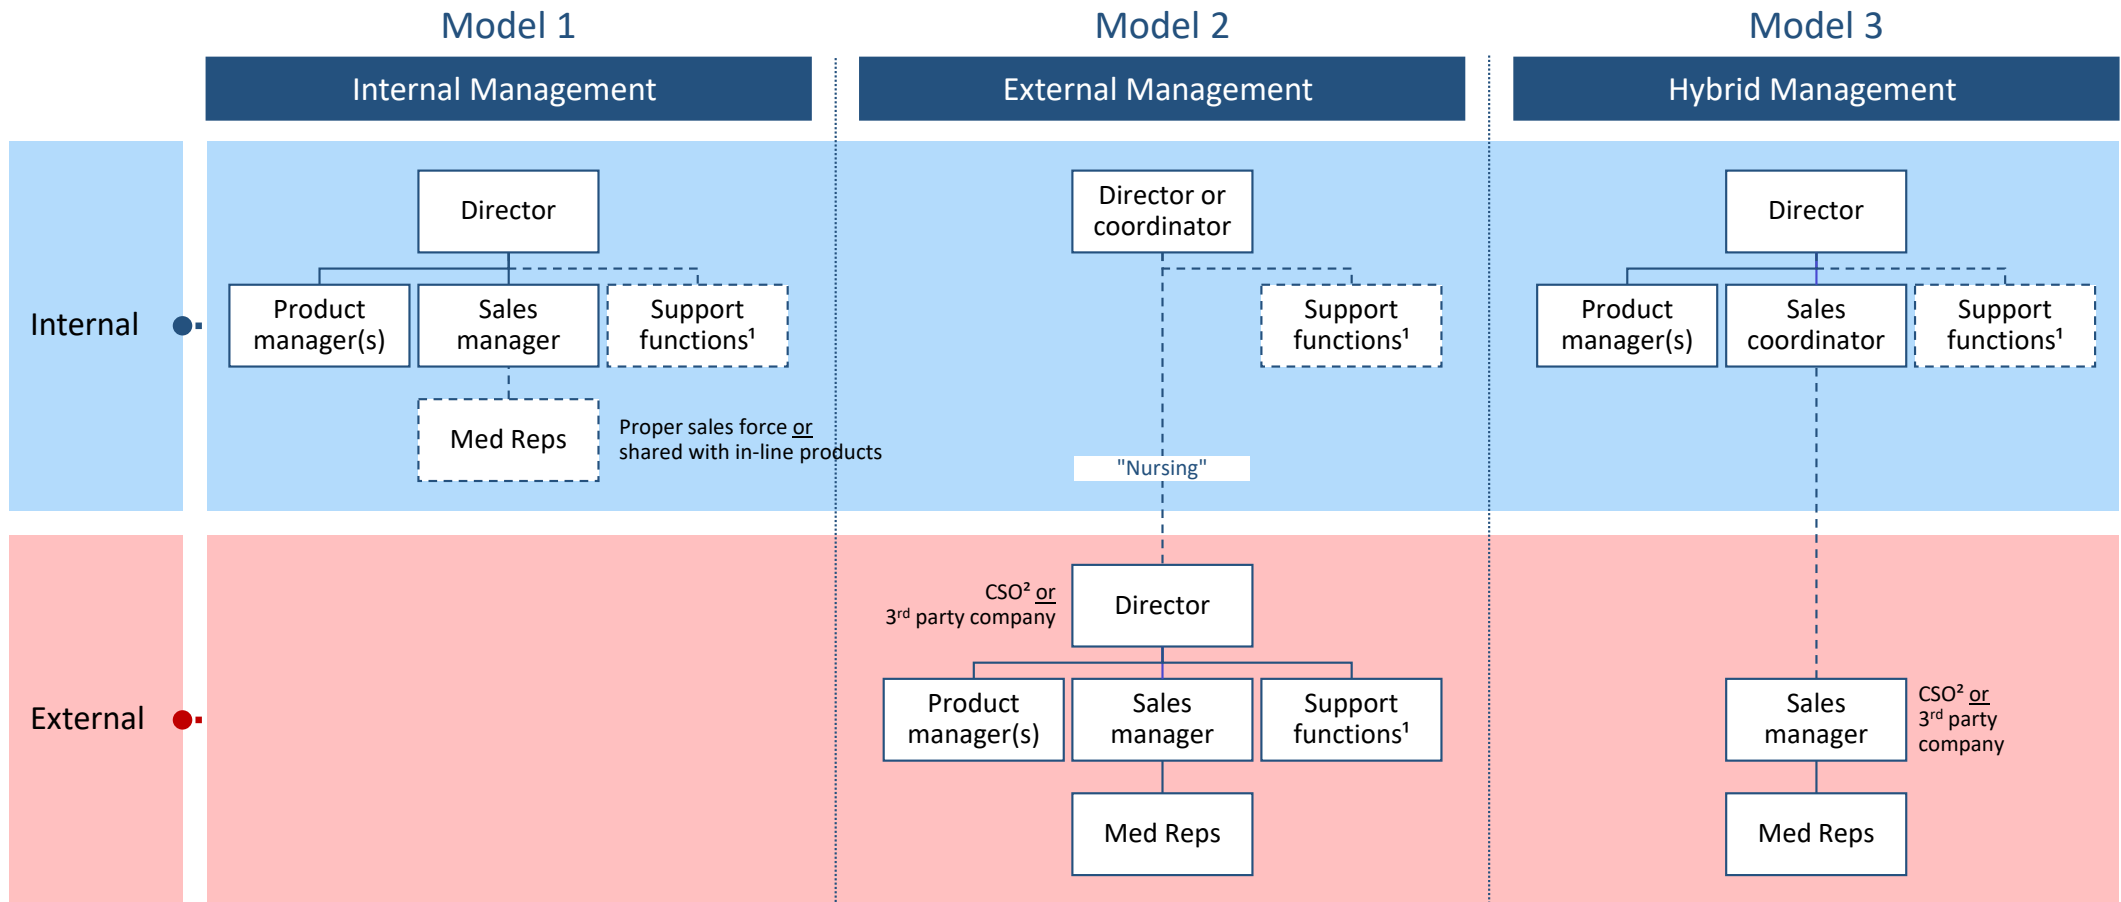 Model 1
Model 2
Model 3
Internal Management
External Management
Hybrid Management
Internal
Director
Product
manager(s)
Sales
manager
Support
functions¹
Med Reps
Proper sales force or
shared with in-line products
Director or
coordinator
Support
functions¹
"Nursing"
Director
Product
manager(s)
Sales
coordinator
Support
functions¹
External
CSO² or
3rd party company
Director
Product
manager(s)
Sales
manager
Support
functions¹
Med Reps
Sales
manager
CSO² or
3rd party
company
Med Reps